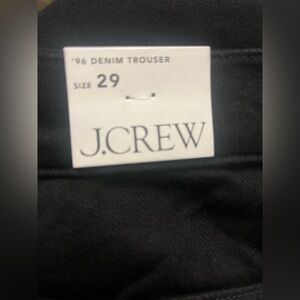 '96 DENIM TROUSER
SIZE 29
J.CREW